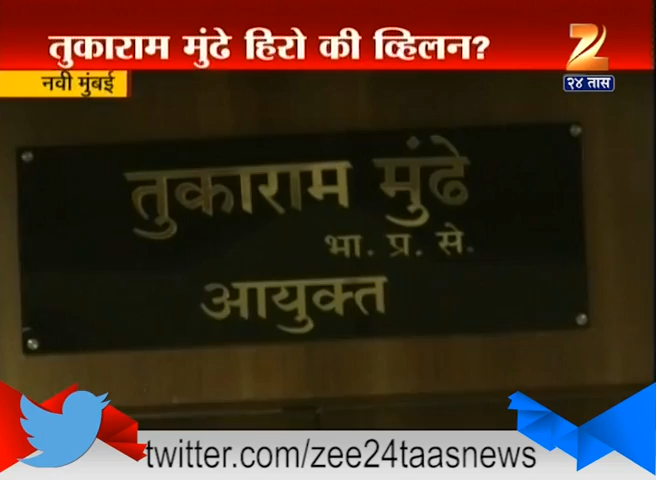 तुकाराम मुंढे हिरो की व्हिलन?
नवी मुंबई
२४ तास
तुकाराम मुंढे
भा. प्र. से.
आयुक्त
twitter.com/zee24taasnews